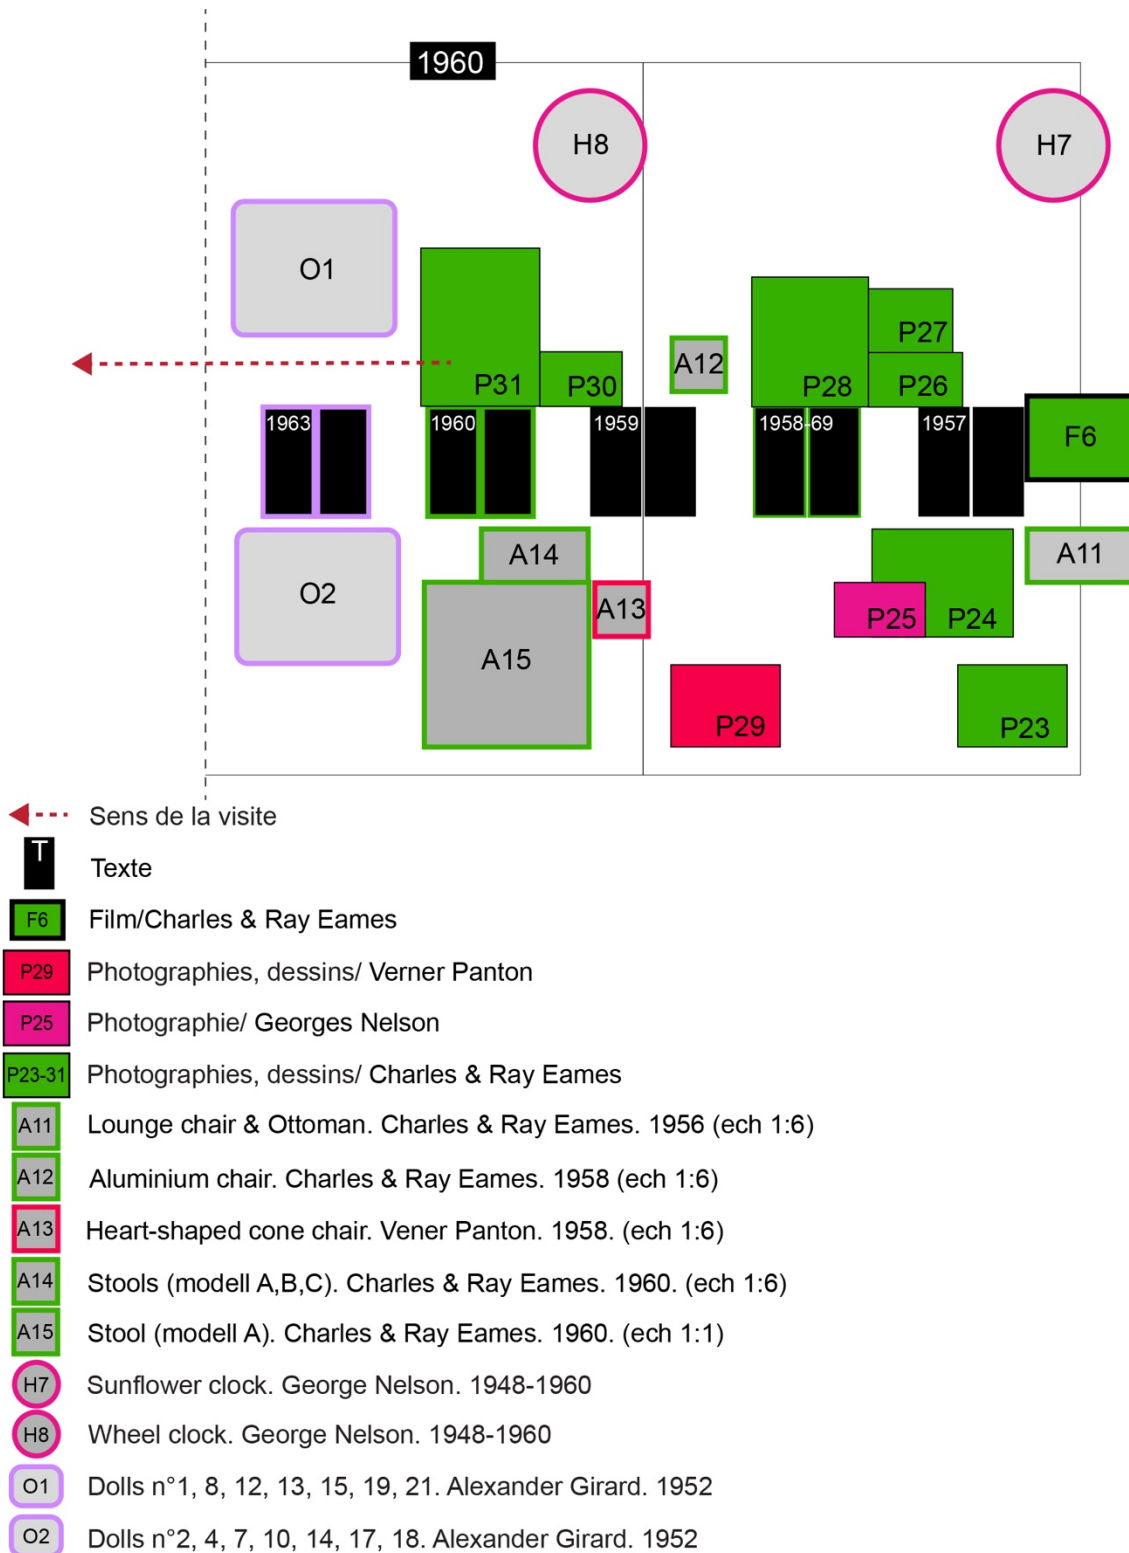 1960
H8
H7
O1
P27
P31
P30
A12
P28
P26
1963
1960
1959
1958-69
1957
F6
A14
A11
O2
A13
P25
P24
A15
P29
P23
Sens de la visite
T
Texte
F6 Film/Charles & Ray Eames
P29 Photographies, dessins/ Verner Panton
P25 Photographie/ Georges Nelson
P23-31 Photographies, dessins/ Charles & Ray Eames
A11 Lounge chair & Ottoman. Charles & Ray Eames. 1956 (ech 1:6)
A12 Aluminium chair. Charles & Ray Eames. 1958 (ech 1:6)
A13 Heart-shaped cone chair. Vener Panton. 1958. (ech 1:6)
A14 Stools (modell A,B,C). Charles & Ray Eames. 1960. (ech 1:6)
A15 Stool (modell A). Charles & Ray Eames. 1960. (ech 1:1)
H7 Sunflower clock. George Nelson. 1948-1960
H8 Wheel clock. George Nelson. 1948-1960
O1 Dolls n°1, 8, 12, 13, 15, 19, 21. Alexander Girard. 1952
O2 Dolls n°2, 4, 7, 10, 14, 17, 18. Alexander Girard. 1952